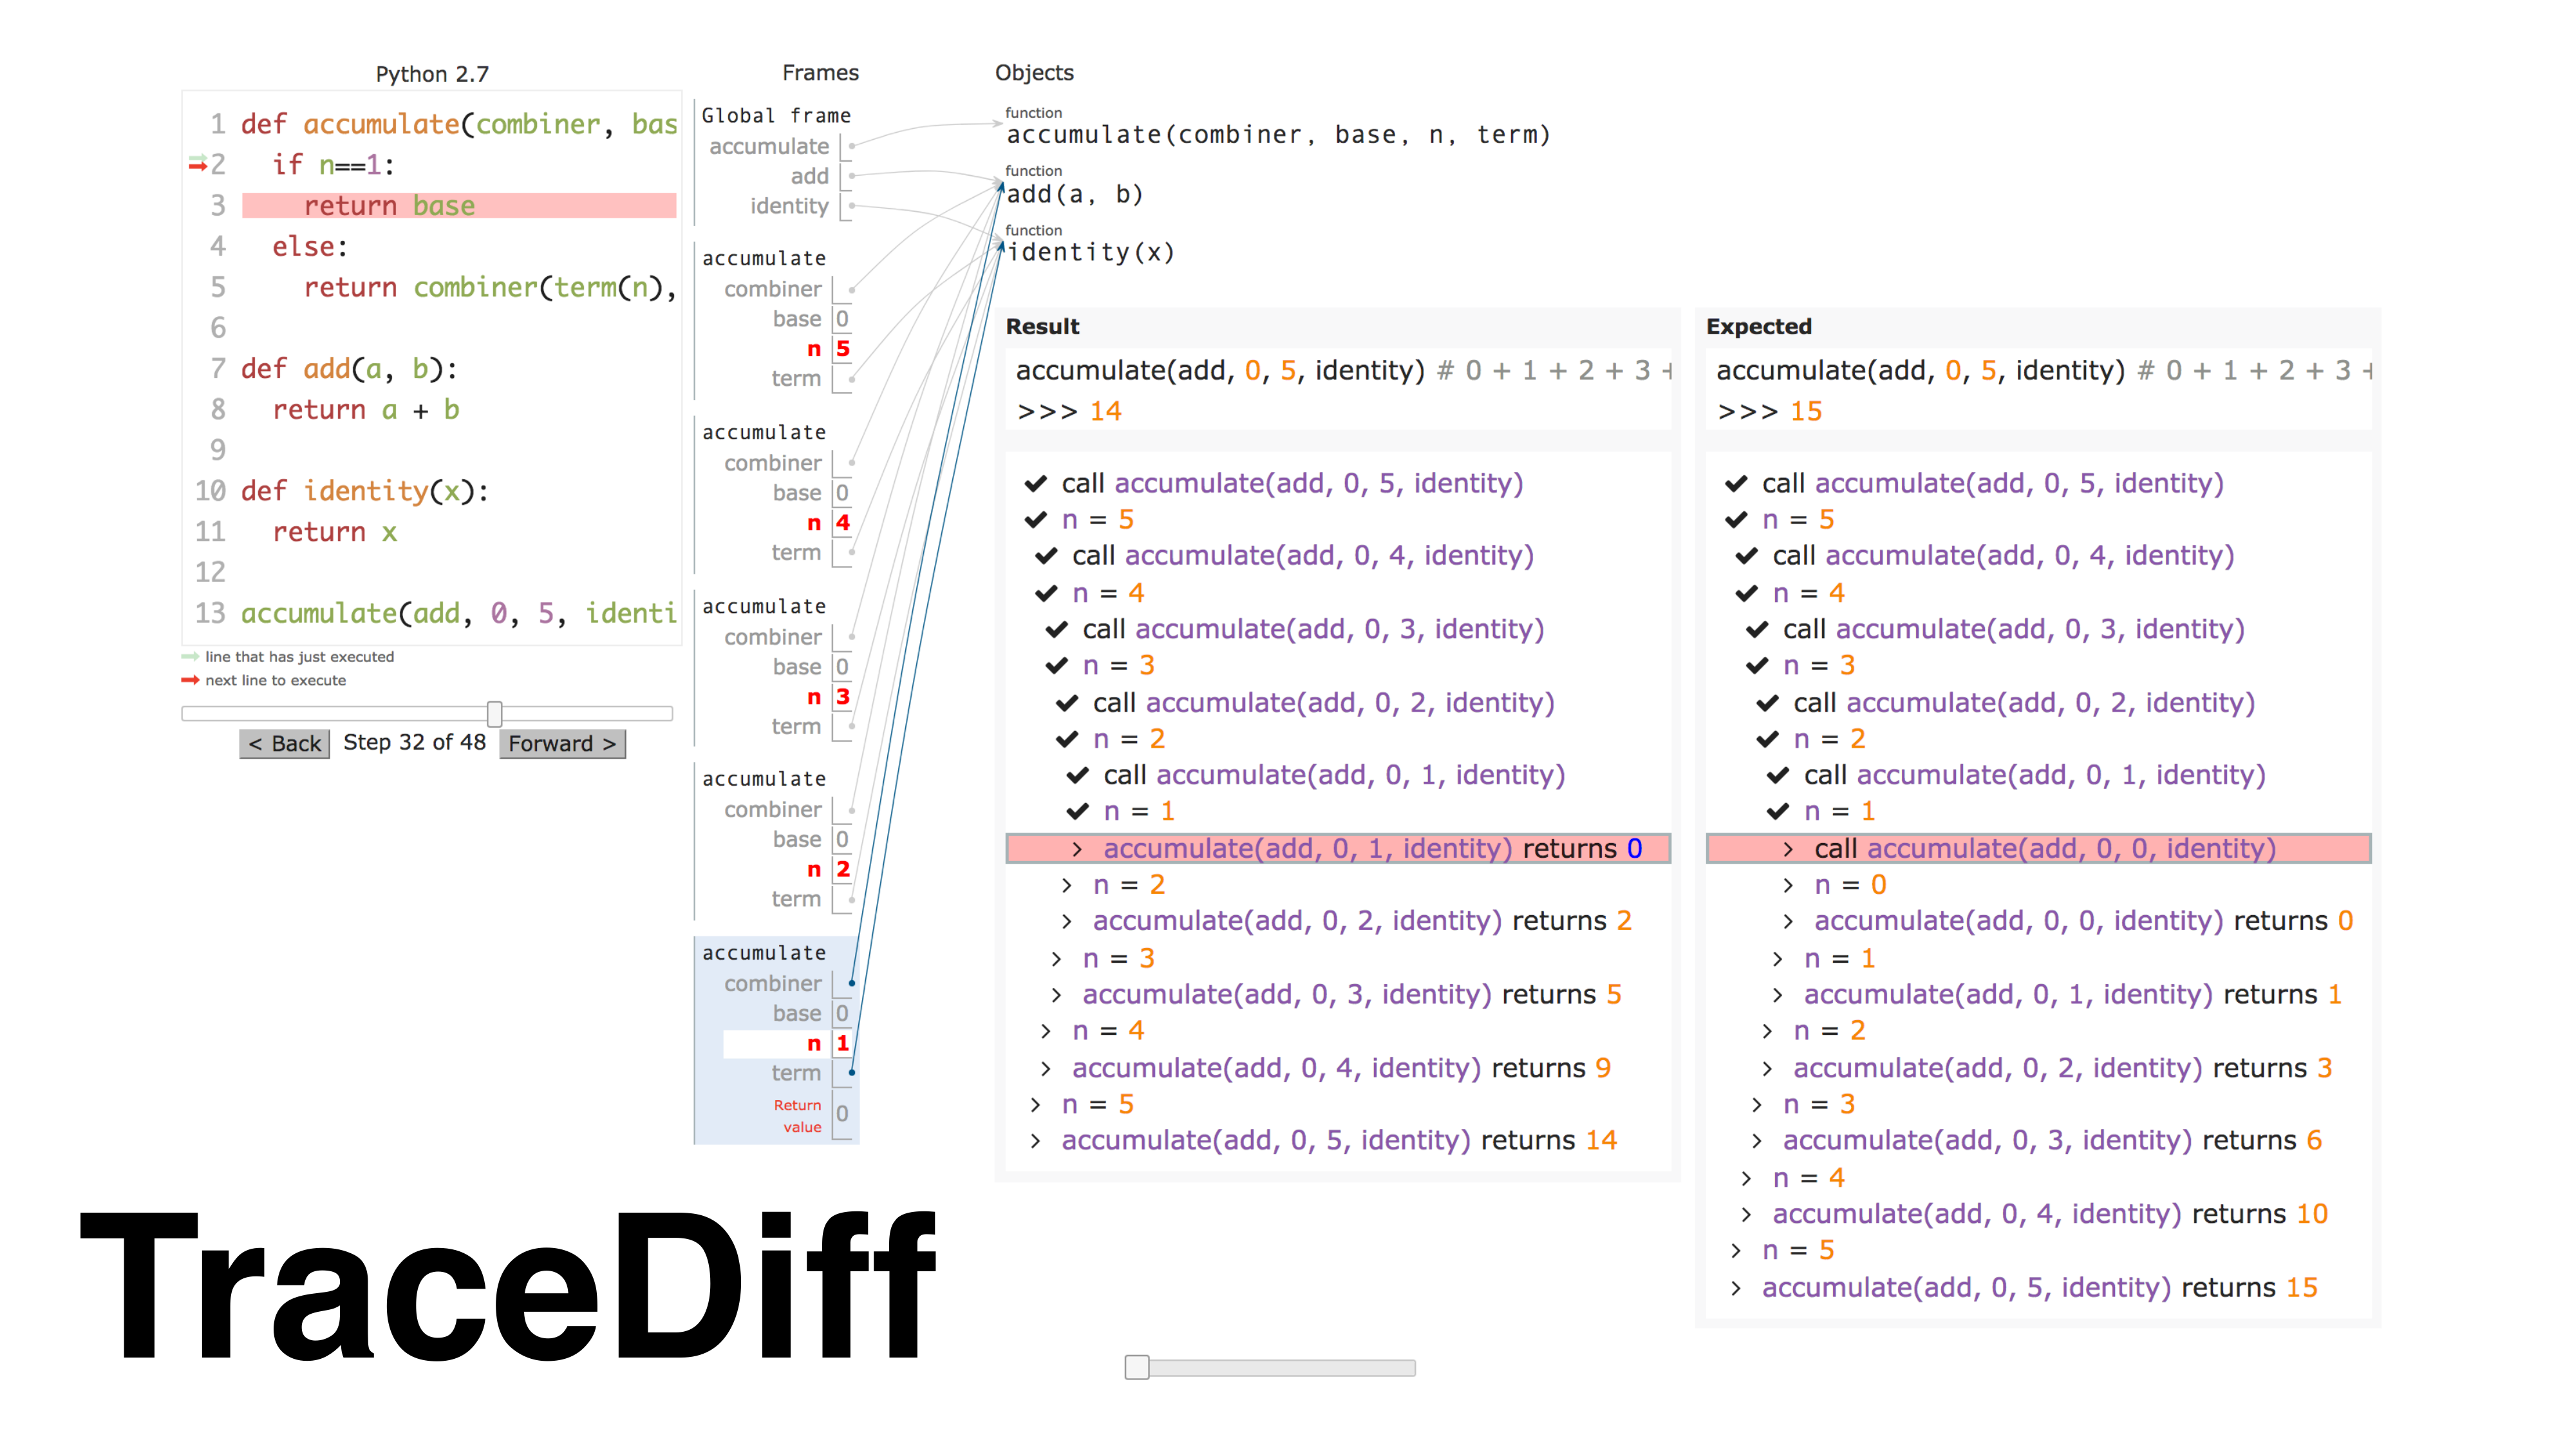 Python 2.7
1 def accumulate(combiner, bas
2 if n==1:
3 return base
4 else:
5 return combiner(term(n),
6
7 def add(a, b):
8 return a + b
9
10 def identity(x):
11 return x
12
13 accumulate(add, 0, 5, identi
line that has just executed
next line to execute
< Back Step 32 of 48 Forward >
Frames
Global frame
accumulate
add
identity
accumulate
combiner
base 0
n 5
term
accumulate
combiner
base 0
n 4
term
accumulate
combiner
base 0
n 3
term
accumulate
combiner
base 0
n 2
term
accumulate
combiner
base 0
n 1
term
Return
value 0
Objects
function
accumulate(combiner, base, n, term)
function
add(a, b)
function
identity(x)
Result
accumulate(add, 0, 5, identity) # 0 + 1 + 2 + 3 +
>>> 14
call accumulate(add, 0, 5, identity)
n = 5
call accumulate(add, 0, 4, identity)
n = 4
call accumulate(add, 0, 3, identity)
n = 3
call accumulate(add, 0, 2, identity)
n = 2
call accumulate(add, 0, 1, identity)
n = 1
> accumulate(add, 0, 1, identity) returns 0
> n = 2
> accumulate(add, 0, 2, identity) returns 2
> n = 3
> accumulate(add, 0, 3, identity) returns 5
> n = 4
> accumulate(add, 0, 4, identity) returns 9
> n = 5
> accumulate(add, 0, 5, identity) returns 14
Expected
accumulate(add, 0, 5, identity) # 0 + 1 + 2 + 3 +
>>> 15
call accumulate(add, 0, 5, identity)
n = 5
call accumulate(add, 0, 4, identity)
n = 4
call accumulate(add, 0, 3, identity)
n = 3
call accumulate(add, 0, 2, identity)
n = 2
call accumulate(add, 0, 1, identity)
n = 1
> call accumulate(add, 0, 0, identity)
> n = 0
> accumulate(add, 0, 0, identity) returns 0
> n = 1
> accumulate(add, 0, 1, identity) returns 1
> n = 2
> accumulate(add, 0, 2, identity) returns 3
> n = 3
> accumulate(add, 0, 3, identity) returns 6
> n = 4
> accumulate(add, 0, 4, identity) returns 10
> n = 5
> accumulate(add, 0, 5, identity) returns 15
TraceDiff